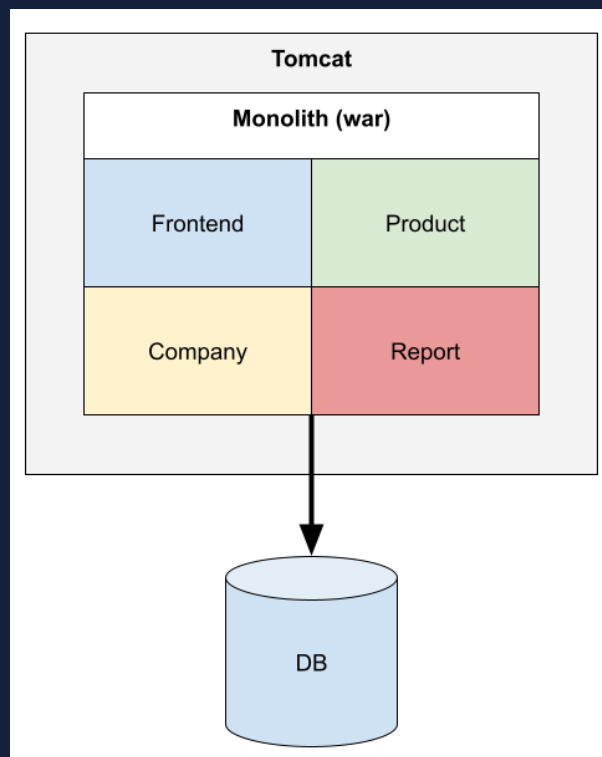 Tomcat
Monolith (war)
Frontend
Product
Company
Report
DB